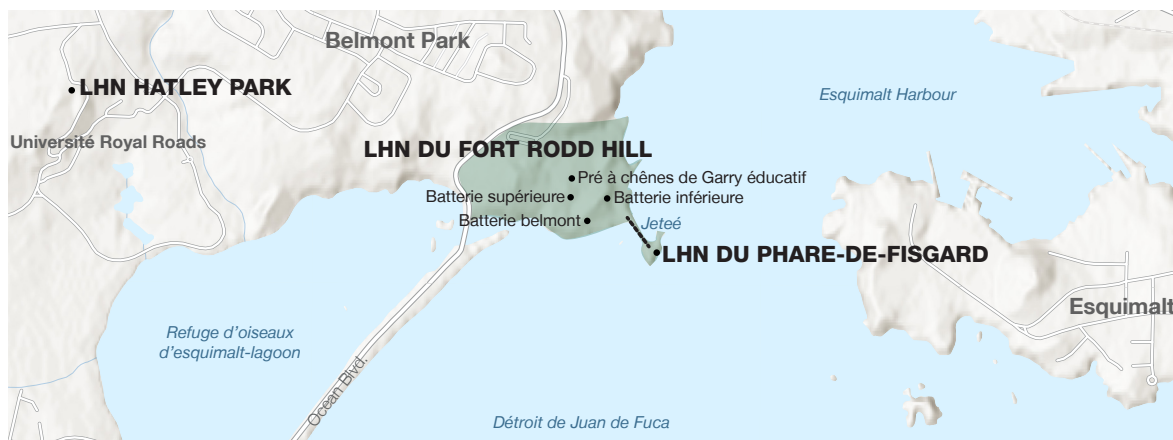 Belmont Park
LHN HATLEY PARK
Esquimalt Harbour
Université Royal Roads
LHN DU FORT RODD HILL
Pré à chênes de Garry éducatif
Batterie supérieure
Batterie inférieure
Batterie belmont
Jeteé
LHN DU PHARE-DE-FISGARD
Esquimalt
Refuge d’oiseaux
d’esquimalt-lagoon
Ocean Blvd.
Détroit de Juan de Fuca